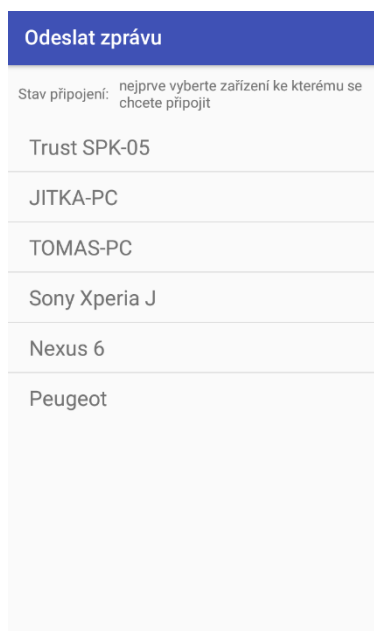 Odeslat zprávu
Stav připojení: nejprve vyberte zařízení ke kterému se
chcete připojit
Trust SPK-05
JITKA-PC
TOMAS-PC
Sony Xperia J
Nexus 6
Peugeot